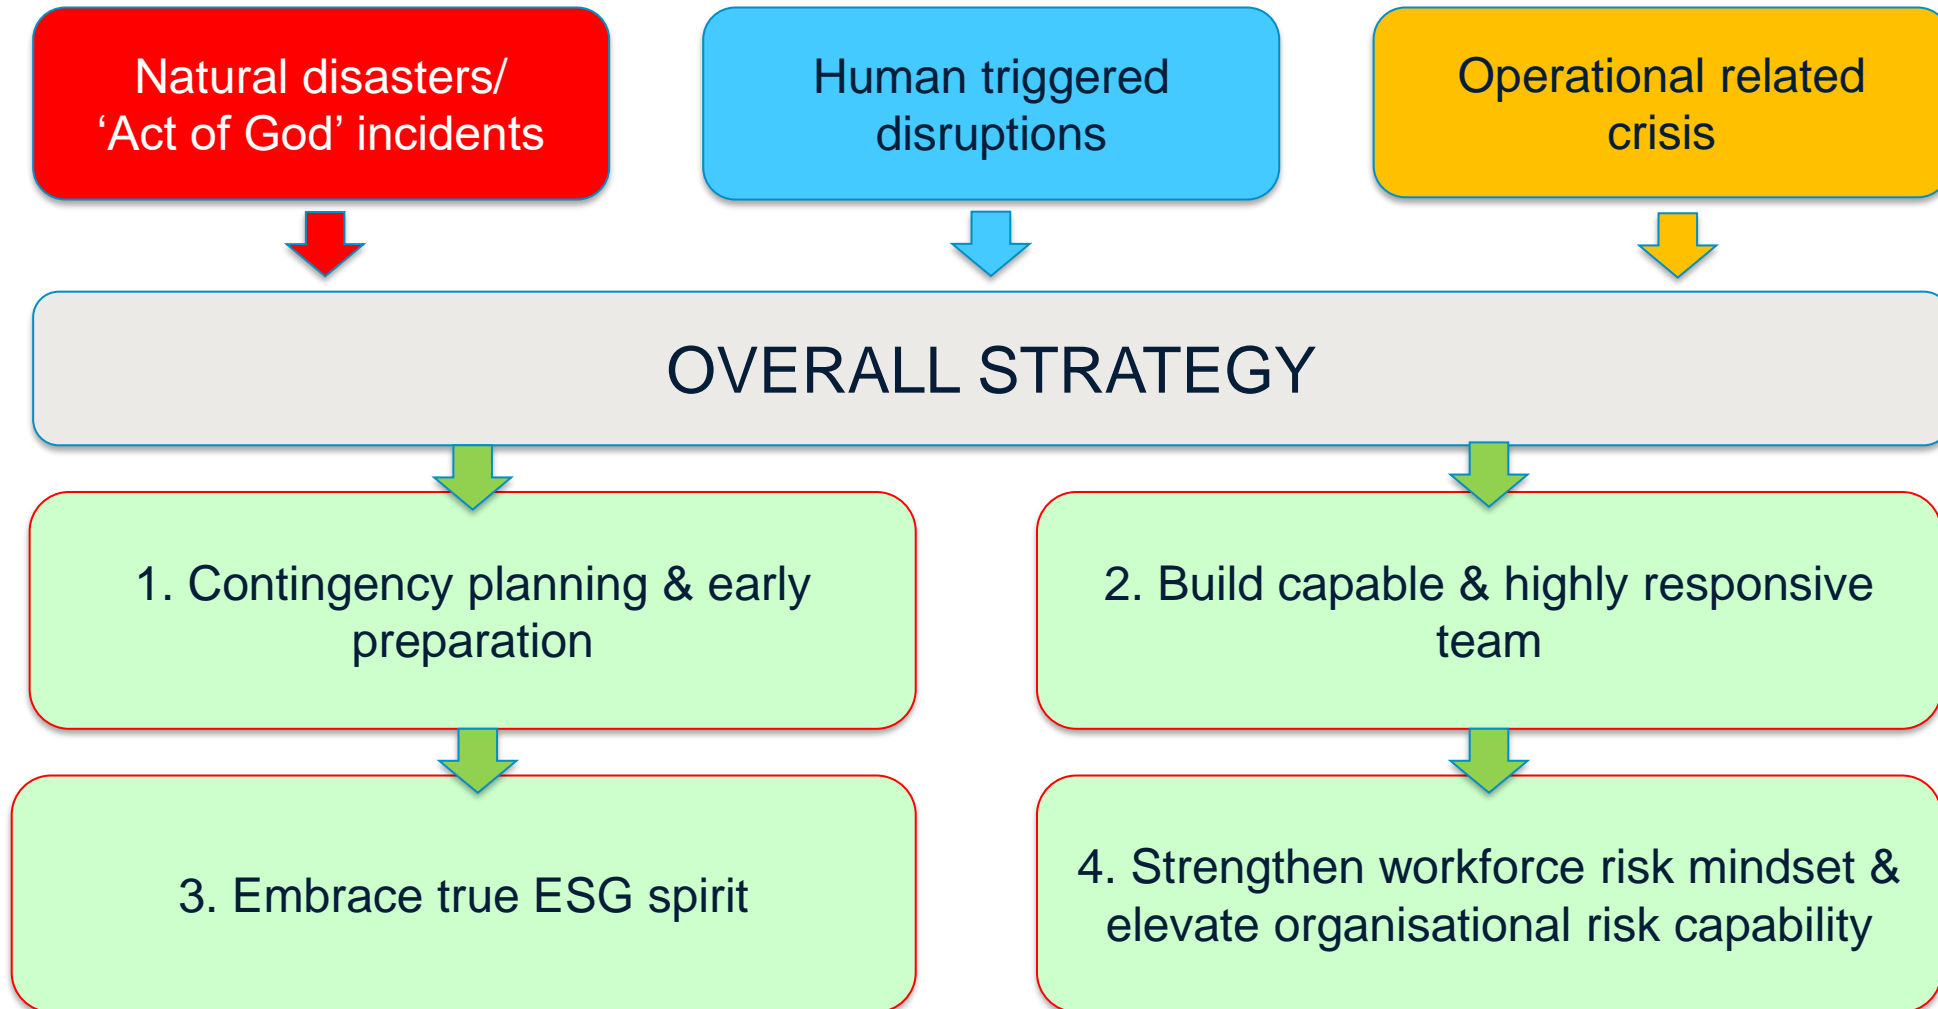 Natural disasters/
‘Act of God’ incidents
Human triggered
disruptions
Operational related
crisis
OVERALL STRATEGY
1. Contingency planning & early
preparation
2. Build capable & highly responsive
team
3. Embrace true ESG spirit
4. Strengthen workforce risk mindset &
elevate organisational risk capability